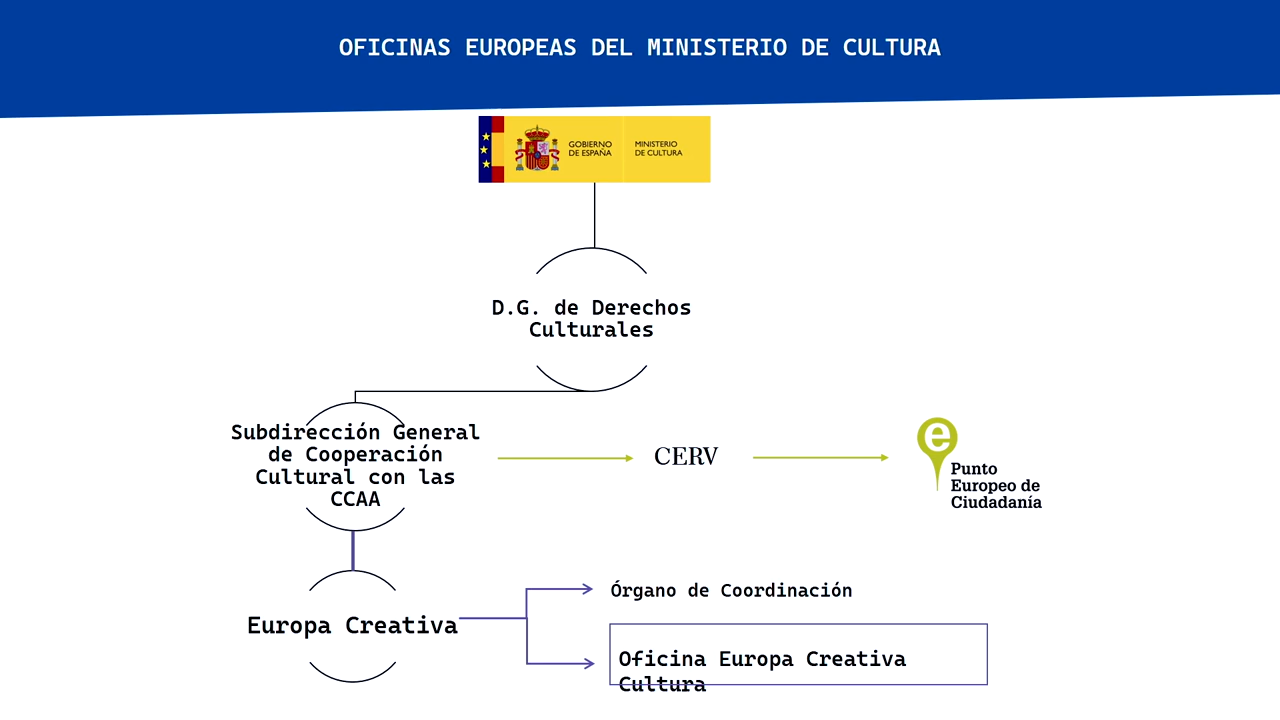 OFICINAS EUROPEAS DEL MINISTERIO DE CULTURA
GOBIERNO
DE ESPAÑA
MINISTERIO
DE CULTURA
D.G. de Derechos
Culturales
Subdirección General
de Cooperación
Cultural con las
CCAA
CERV
e
Punto
Europeo de
Ciudadanía
Europa Creativa
Órgano de Coordinación
Oficina Europa Creativa
Cultura